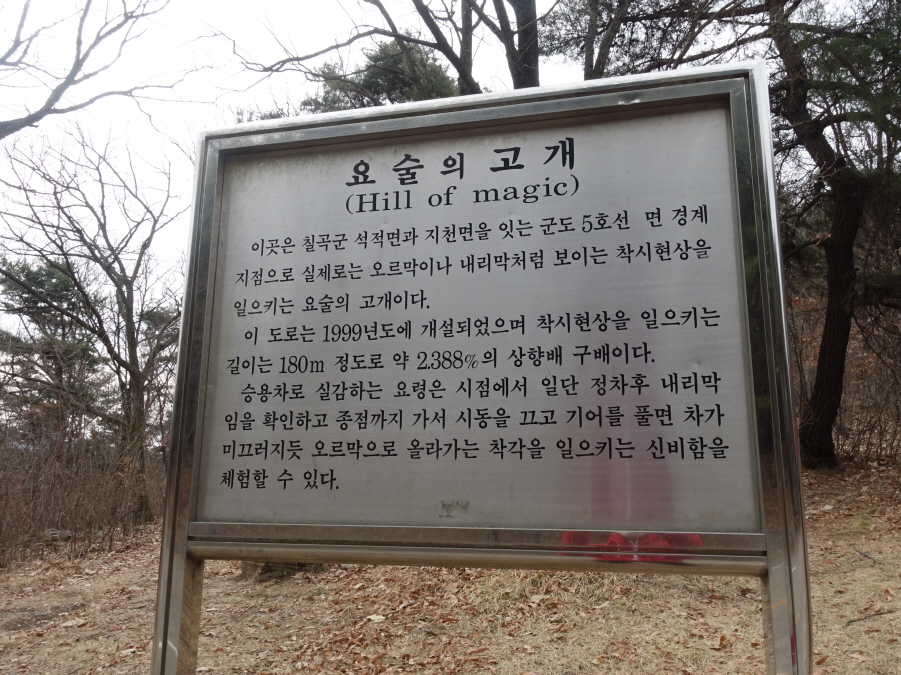 요술의 고개
(Hill of magic)
이곳은 칠곡군 석적면과 지천면을 잇는 군도 5호선 면 경계
지점으로 실제로는 오르막이나 내리막처럼 보이는 착시현상을
일으키는 요술의 고개이다.
이 도로는 1999년도에 개설되었으며 착시현상을 일으키는
길이는 180m 정도로 약 2.388%의 상향배 구배이다.
승용차로 실감하는 요령은 시점에서 일단 정차후 내리막
임을 확인하고 종점까지 가서 시동을 끄고 기어를 풀면 차가
미끄러지듯 오르막으로 올라가는 착각을 일으키는 신비함을
체험할 수 있다.